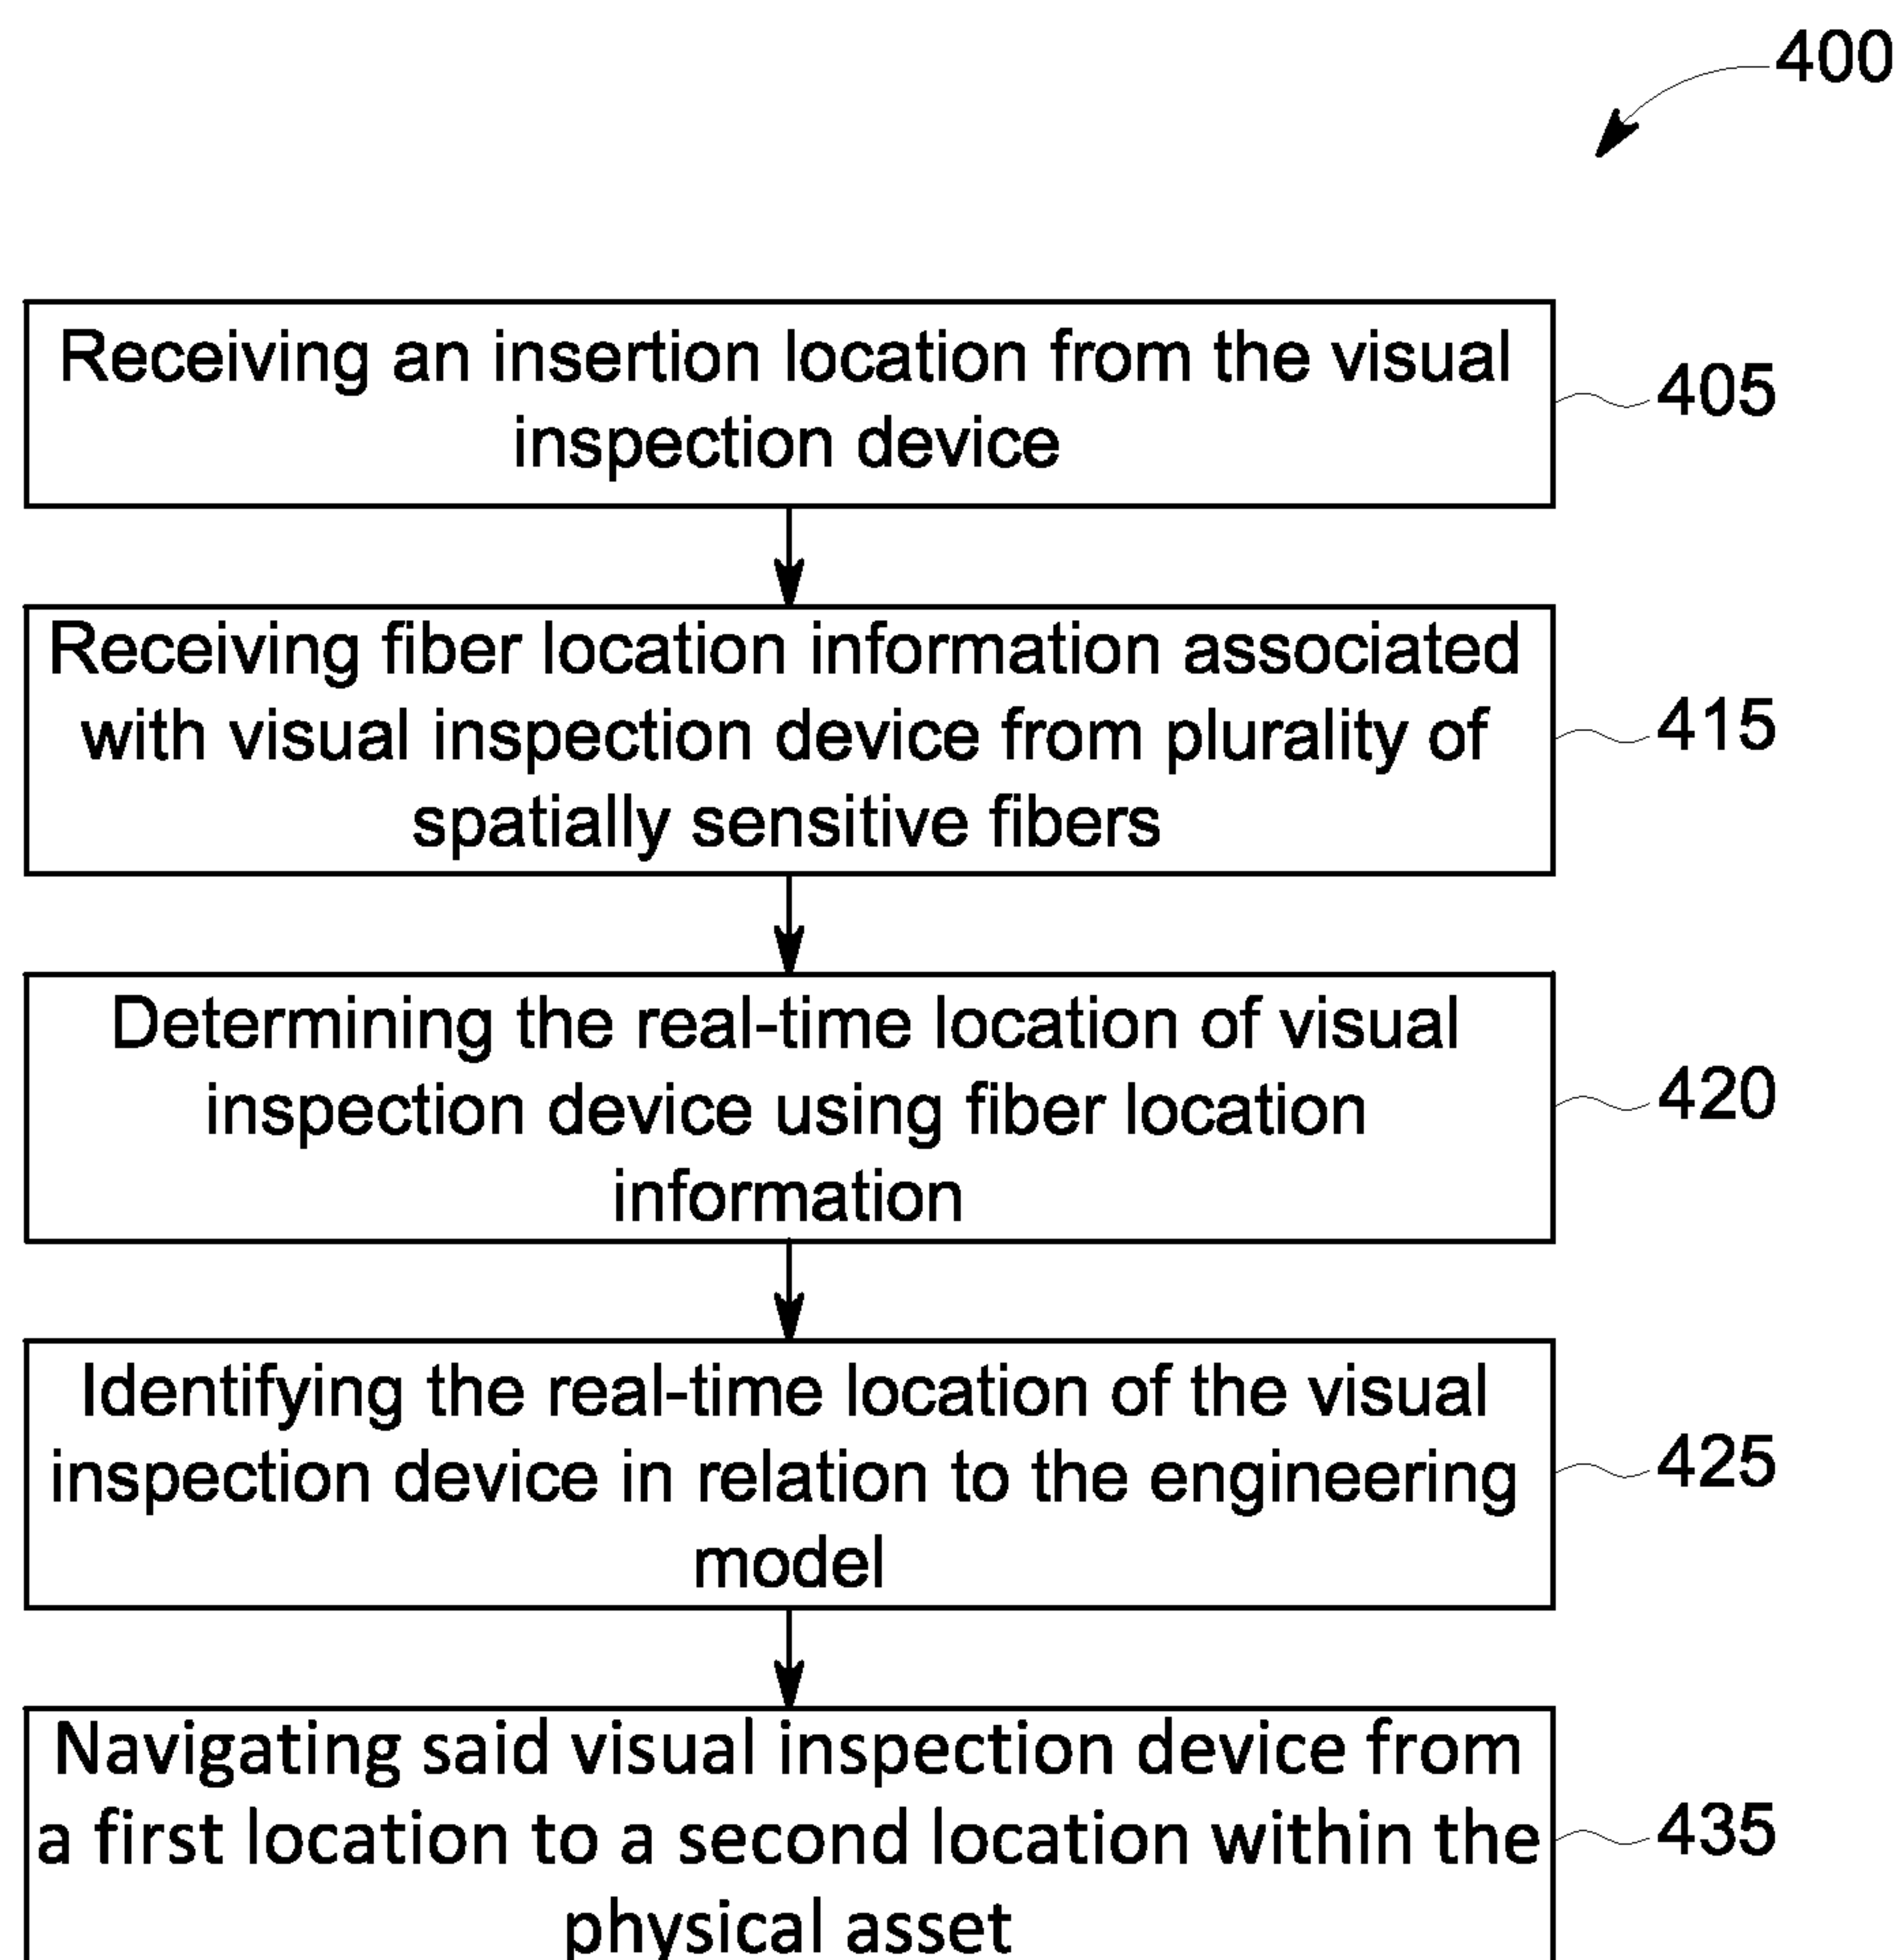 400
Receiving an insertion location from the visual
inspection device
405
Receiving fiber location information associated
with visual inspection device from plurality of
spatially sensitive fibers
415
Determining the real-time location of visual
inspection device using fiber location
information
420
Identifying the real-time location of the visual
inspection device in relation to the engineering
model
425
Navigating said visual inspection device from
a first location to a second location within the
physical asset
435